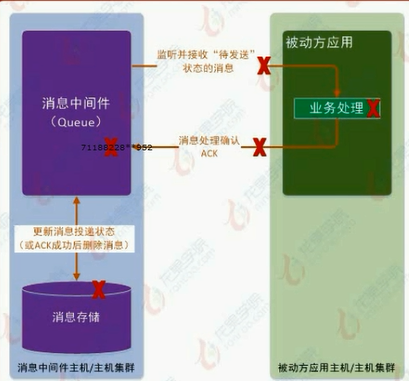 监听并接收“待发送”
状态的消息
被动方应用
消息中间件
（Queue）
业务处理
71188228**952
消息处理确认
ACK
更新消息投递状态
（或ACK成功后删除消息）
消息存储
消息中间件主机/主机集群
被动方应用主机/主机集群